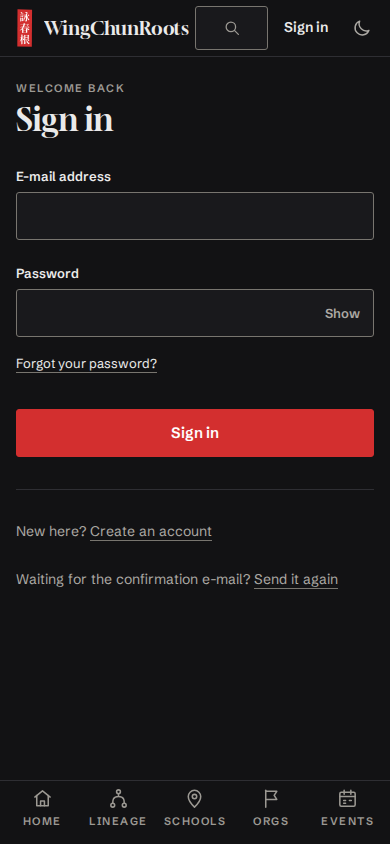 詠春根
WingChunRoots
Sign in
WELCOME BACK
Sign in
E-mail address
Password
Show
Forgot your password?
Sign in
New here? Create an account
Waiting for the confirmation e-mail? Send it again
HOME LINEAGE SCHOOLS ORGS EVENTS